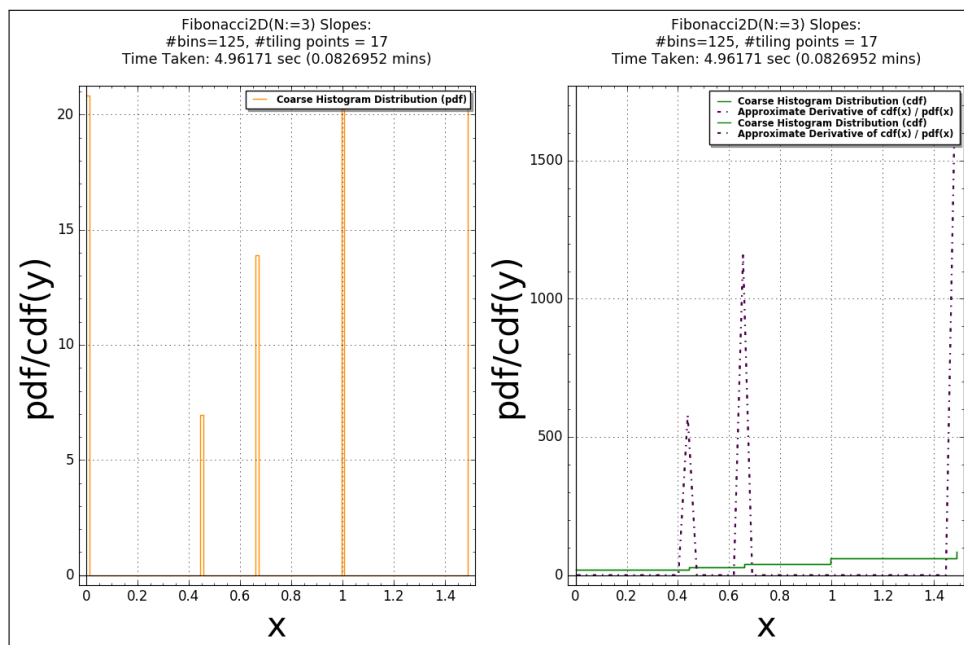 Fibonacci2D(N:=3) Slopes:
#bins=125, #tiling points = 17
Time Taken: 4.96171 sec (0.0826952 mins)
Coarse Histogram Distribution (pdf)
20
15
10
5
0
pdf/cdf(y)
0 0.2 0.4 0.6 0.8 1 1.2 1.4
x
Fibonacci2D(N:=3) Slopes:
#bins=125, #tiling points = 17
Time Taken: 4.96171 sec (0.0826952 mins)
Coarse Histogram Distribution (cdf)
Approximate Derivative of cdf(x) / pdf(x)
Coarse Histogram Distribution (cdf)
Approximate Derivative of cdf(x) / pdf(x)
1500
1000
500
0
pdf/cdf(y)
0 0.2 0.4 0.6 0.8 1 1.2 1.4
x